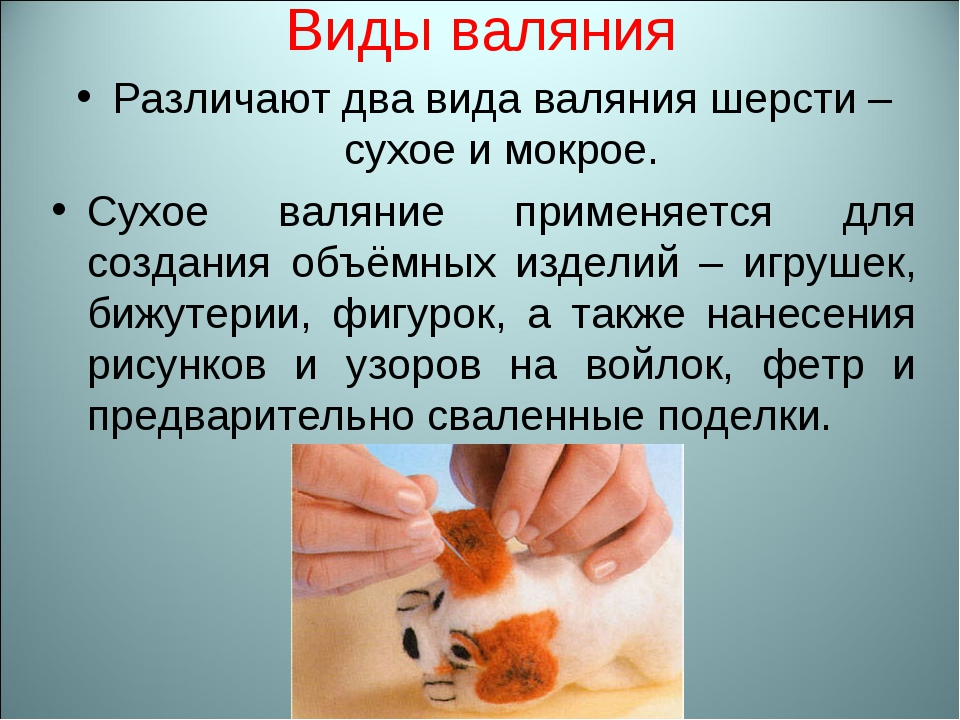 Виды валяния
• Различают два вида валяния шерсти –
сухое и мокрое.
• Сухое валяние применяется для
создания объёмных изделий – игрушек,
бижутерии, фигурок, а также нанесения
рисунков и узоров на войлок, фетр и
предварительно сваленные поделки.